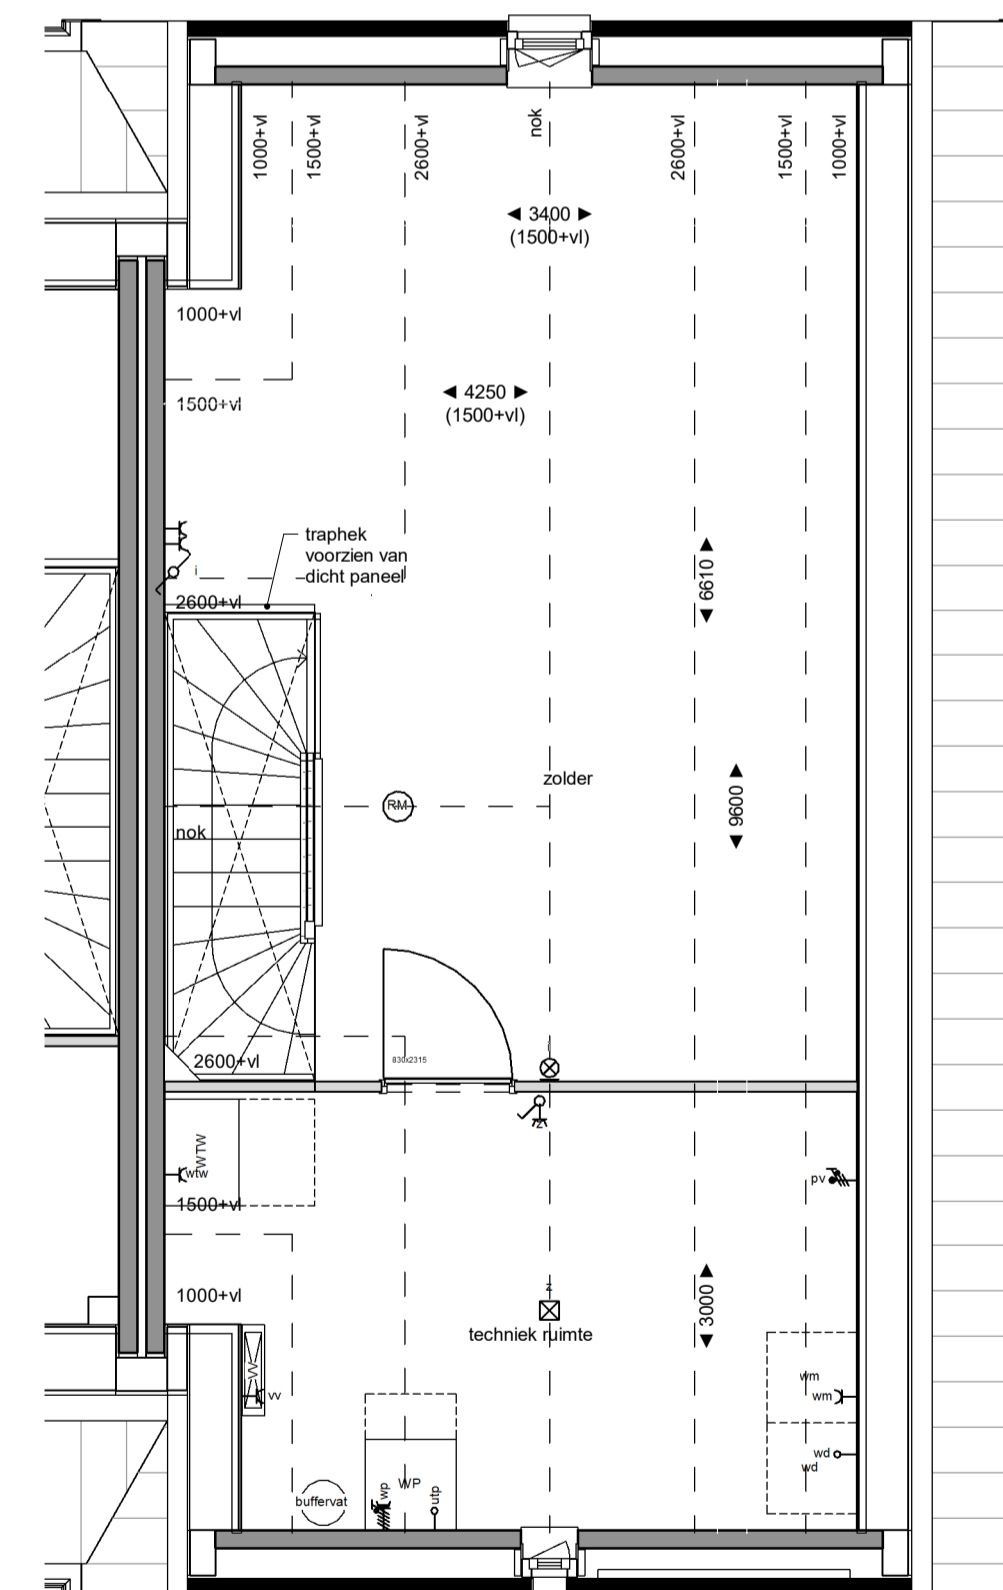 1000+vl
1500+vl
2600+vl
nok
2600+vl
1500+vl
1000+vl
◄ 3400 ►
(1500+vl)
1000+vl
◄ 4250 ►
(1500+vl)
1500+vl
traphek
voorzien van
dicht paneel
i
2600+vl
◄ 6610 ►
zolder
◄ 9600 ►
RM
nok
2600+vl
830x2315
z
WTW
wtw
pv
1500+vl
1000+vl
z
◄ 3000 ►
techniek ruimte
VV
vv
wm
wm
wd
wd
WP
wp
utp
buffervat